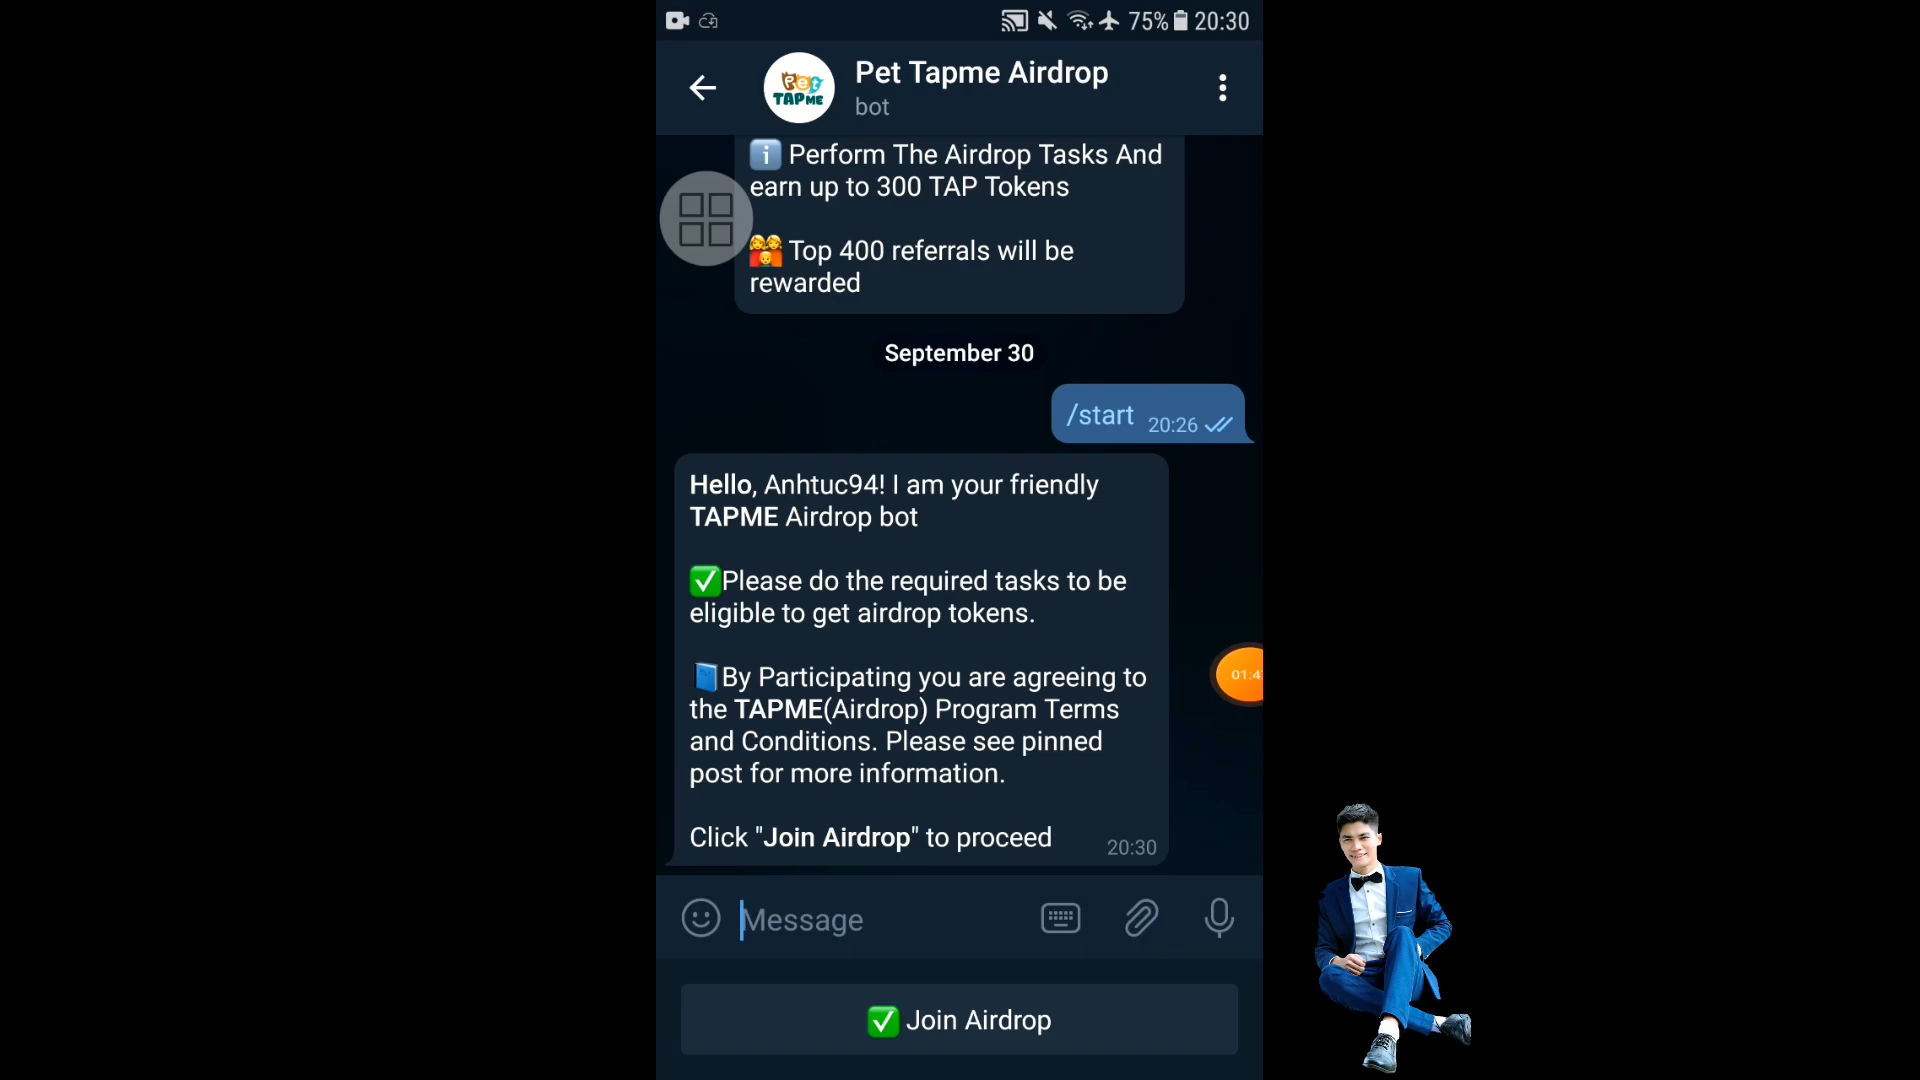 75% 20:30
Pet
TAPME
Pet Tapme Airdrop
bot
Perform The Airdrop Tasks And
earn up to 300 TAP Tokens
Top 400 referrals will be
rewarded
September 30
/start 20:26
Hello, Anhtuc94! I am your friendly
TAPME Airdrop bot
✅Please do the required tasks to be
eligible to get airdrop tokens.
📘By Participating you are agreeing to
the TAPME(Airdrop) Program Terms
and Conditions. Please see pinned
post for more information.
Click "Join Airdrop" to proceed
20:30
Message
✅ Join Airdrop